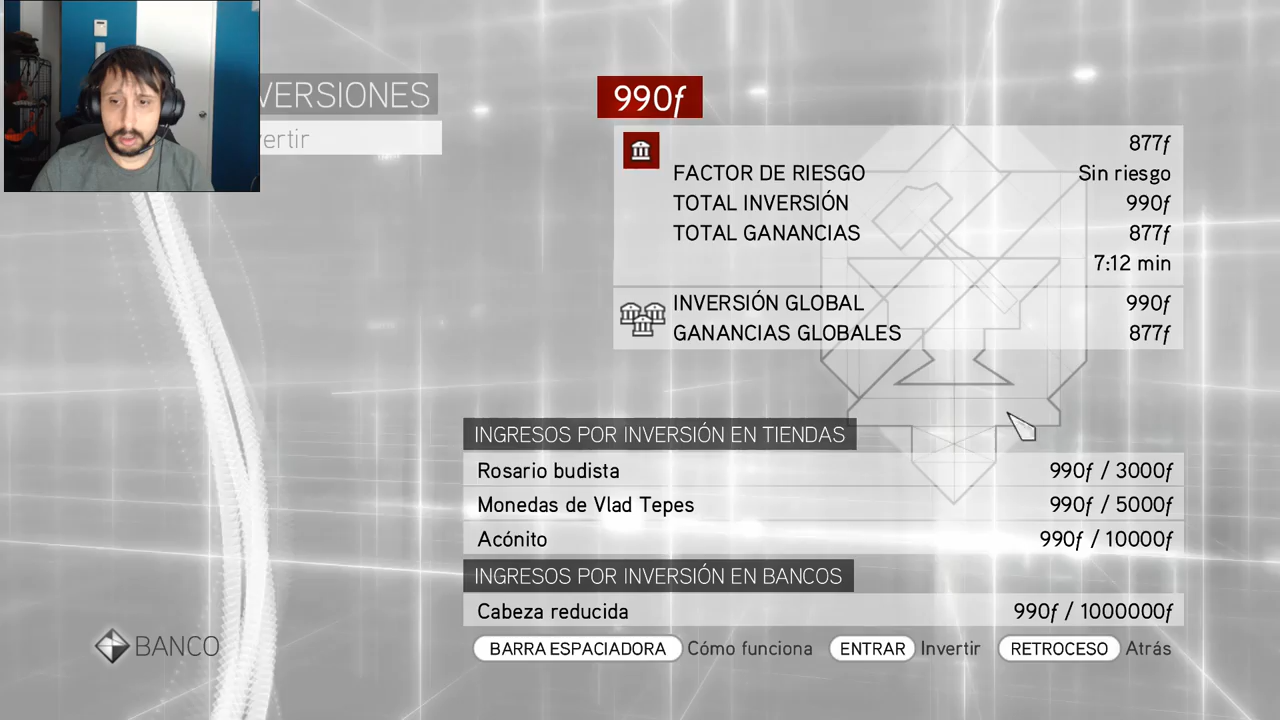 VERSIONES
vertir
990ƒ
877ƒ
FACTOR DE RIESGO Sin riesgo
TOTAL INVERSIÓN 990ƒ
TOTAL GANANCIAS 877ƒ
7:12 min
INVERSIÓN GLOBAL 990ƒ
GANANCIAS GLOBALES 877ƒ
INGRESOS POR INVERSIÓN EN TIENDAS
Rosario budista 990ƒ / 3000ƒ
Monedas de Vlad Tepes 990ƒ / 5000ƒ
Acónito 990ƒ / 10000ƒ
INGRESOS POR INVERSIÓN EN BANCOS
Cabeza reducida 990ƒ / 1000000ƒ
BANCO
BARRA ESPACIADORA Cómo funciona ENTRAR Invertir RETROCESO Atrás